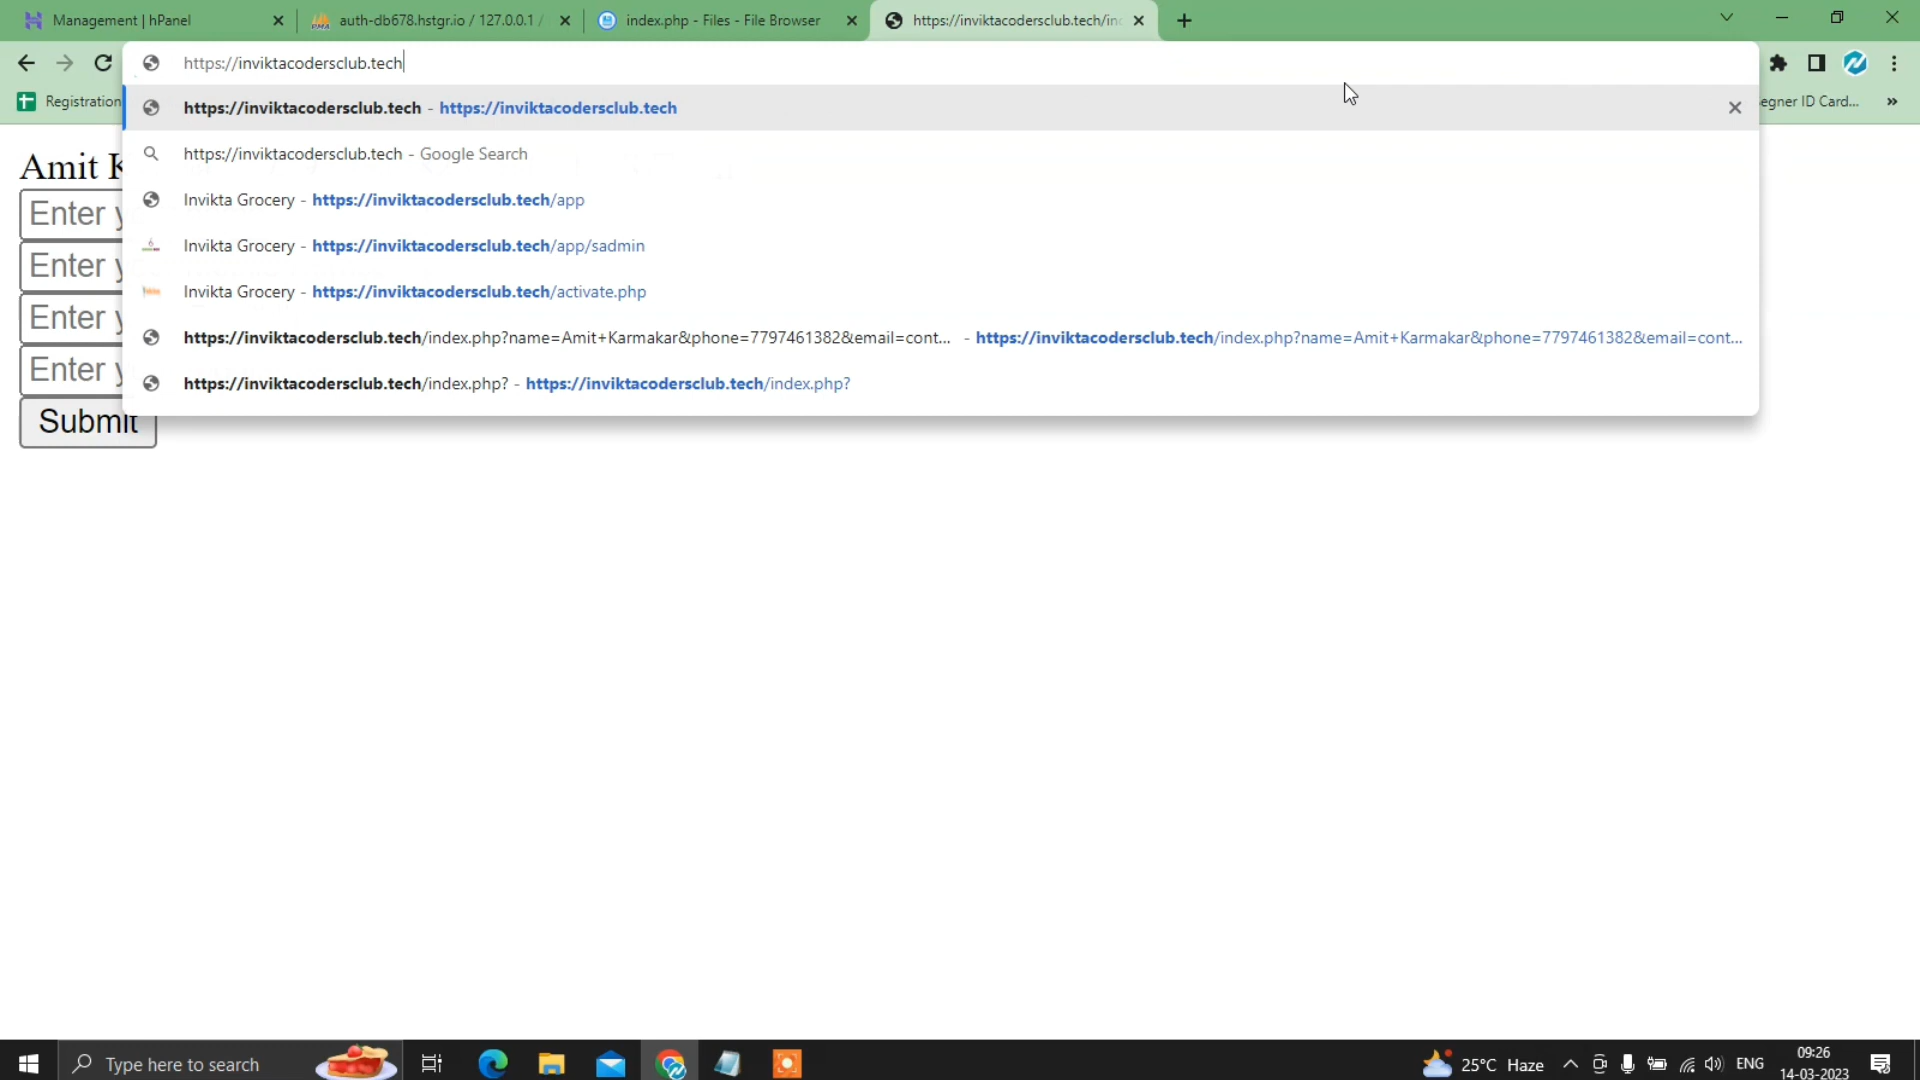 Management | hPanel
auth-db678.hstgr.io / 127.0.0.1 /
index.php - Files - File Browser
https://inviktacodersclub.tech/in
https://inviktacodersclub.tech
Registration
egner ID Card...
»
https://inviktacodersclub.tech - https://inviktacodersclub.tech
https://inviktacodersclub.tech - Google Search
Invikta Grocery - https://inviktacodersclub.tech/app
Invikta Grocery - https://inviktacodersclub.tech/app/sadmin
Invikta Grocery - https://inviktacodersclub.tech/activate.php
https://inviktacodersclub.tech/index.php?name=Amit+Karmakar&phone=7797461382&email=cont... - https://inviktacodersclub.tech/index.php?name=Amit+Karmakar&phone=7797461382&email=cont...
https://inviktacodersclub.tech/index.php? - https://inviktacodersclub.tech/index.php?
Amit K
Enter y
Enter y
Enter y
Enter y
Submit
Type here to search
25°C Haze
ENG
09:26
14-03-2023